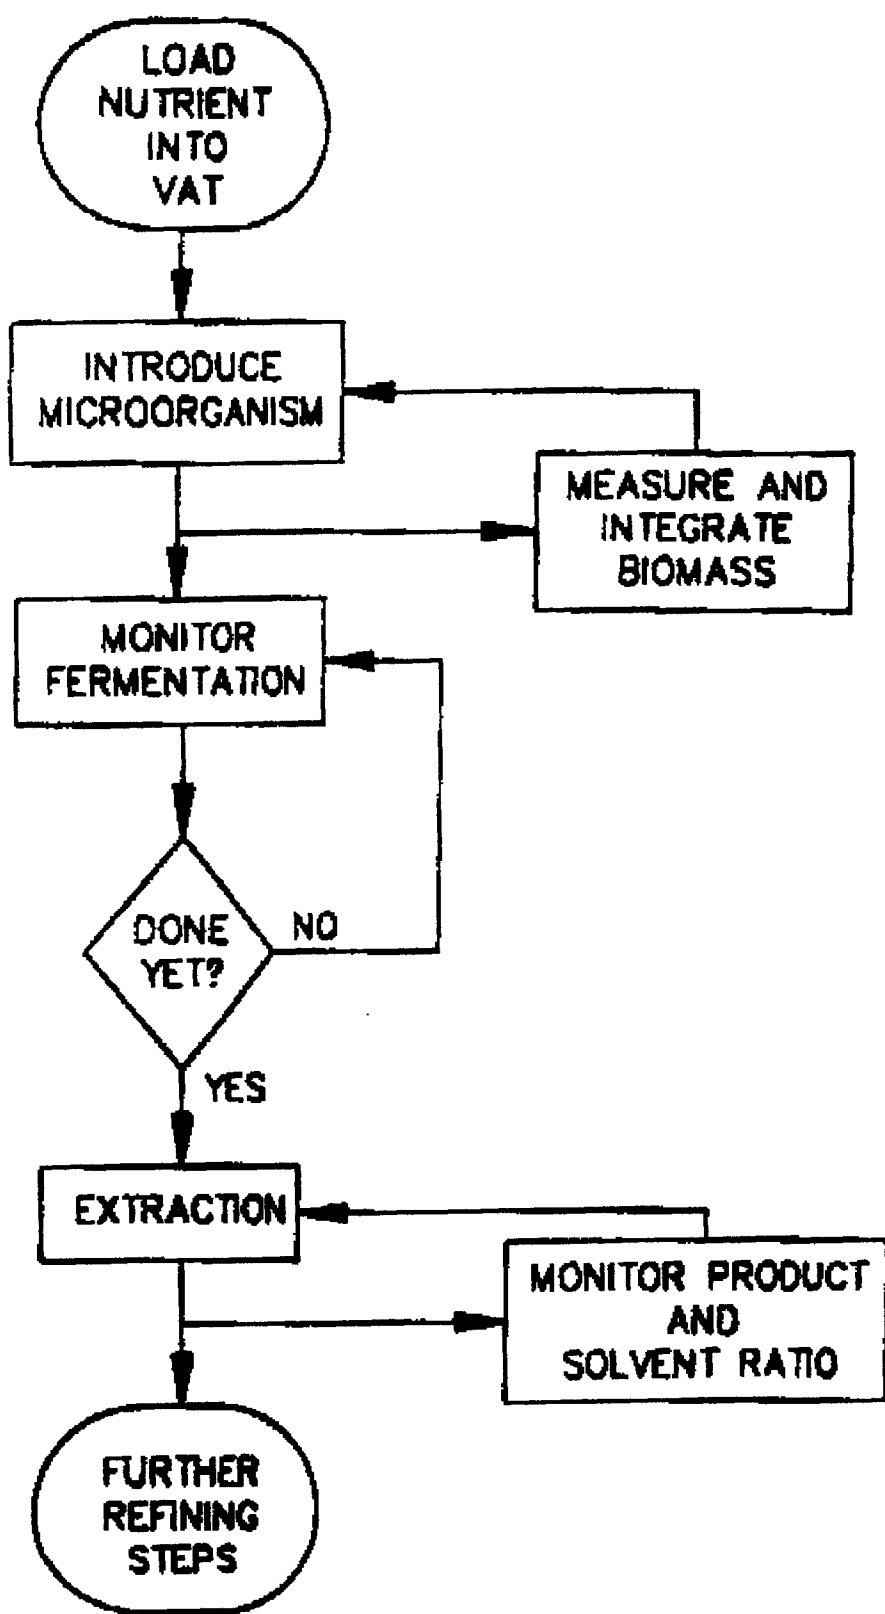 LOAD
NUTRIENT
INTO
VAT
INTRODUCE
MICROORGANISM
MEASURE AND
INTEGRATE
BIOMASS
MONITOR
FERMENTATION
DONE
YET?
NO
YES
EXTRACTION
MONITOR PRODUCT
AND
SOLVENT RATIO
FURTHER
REFINING
STEPS